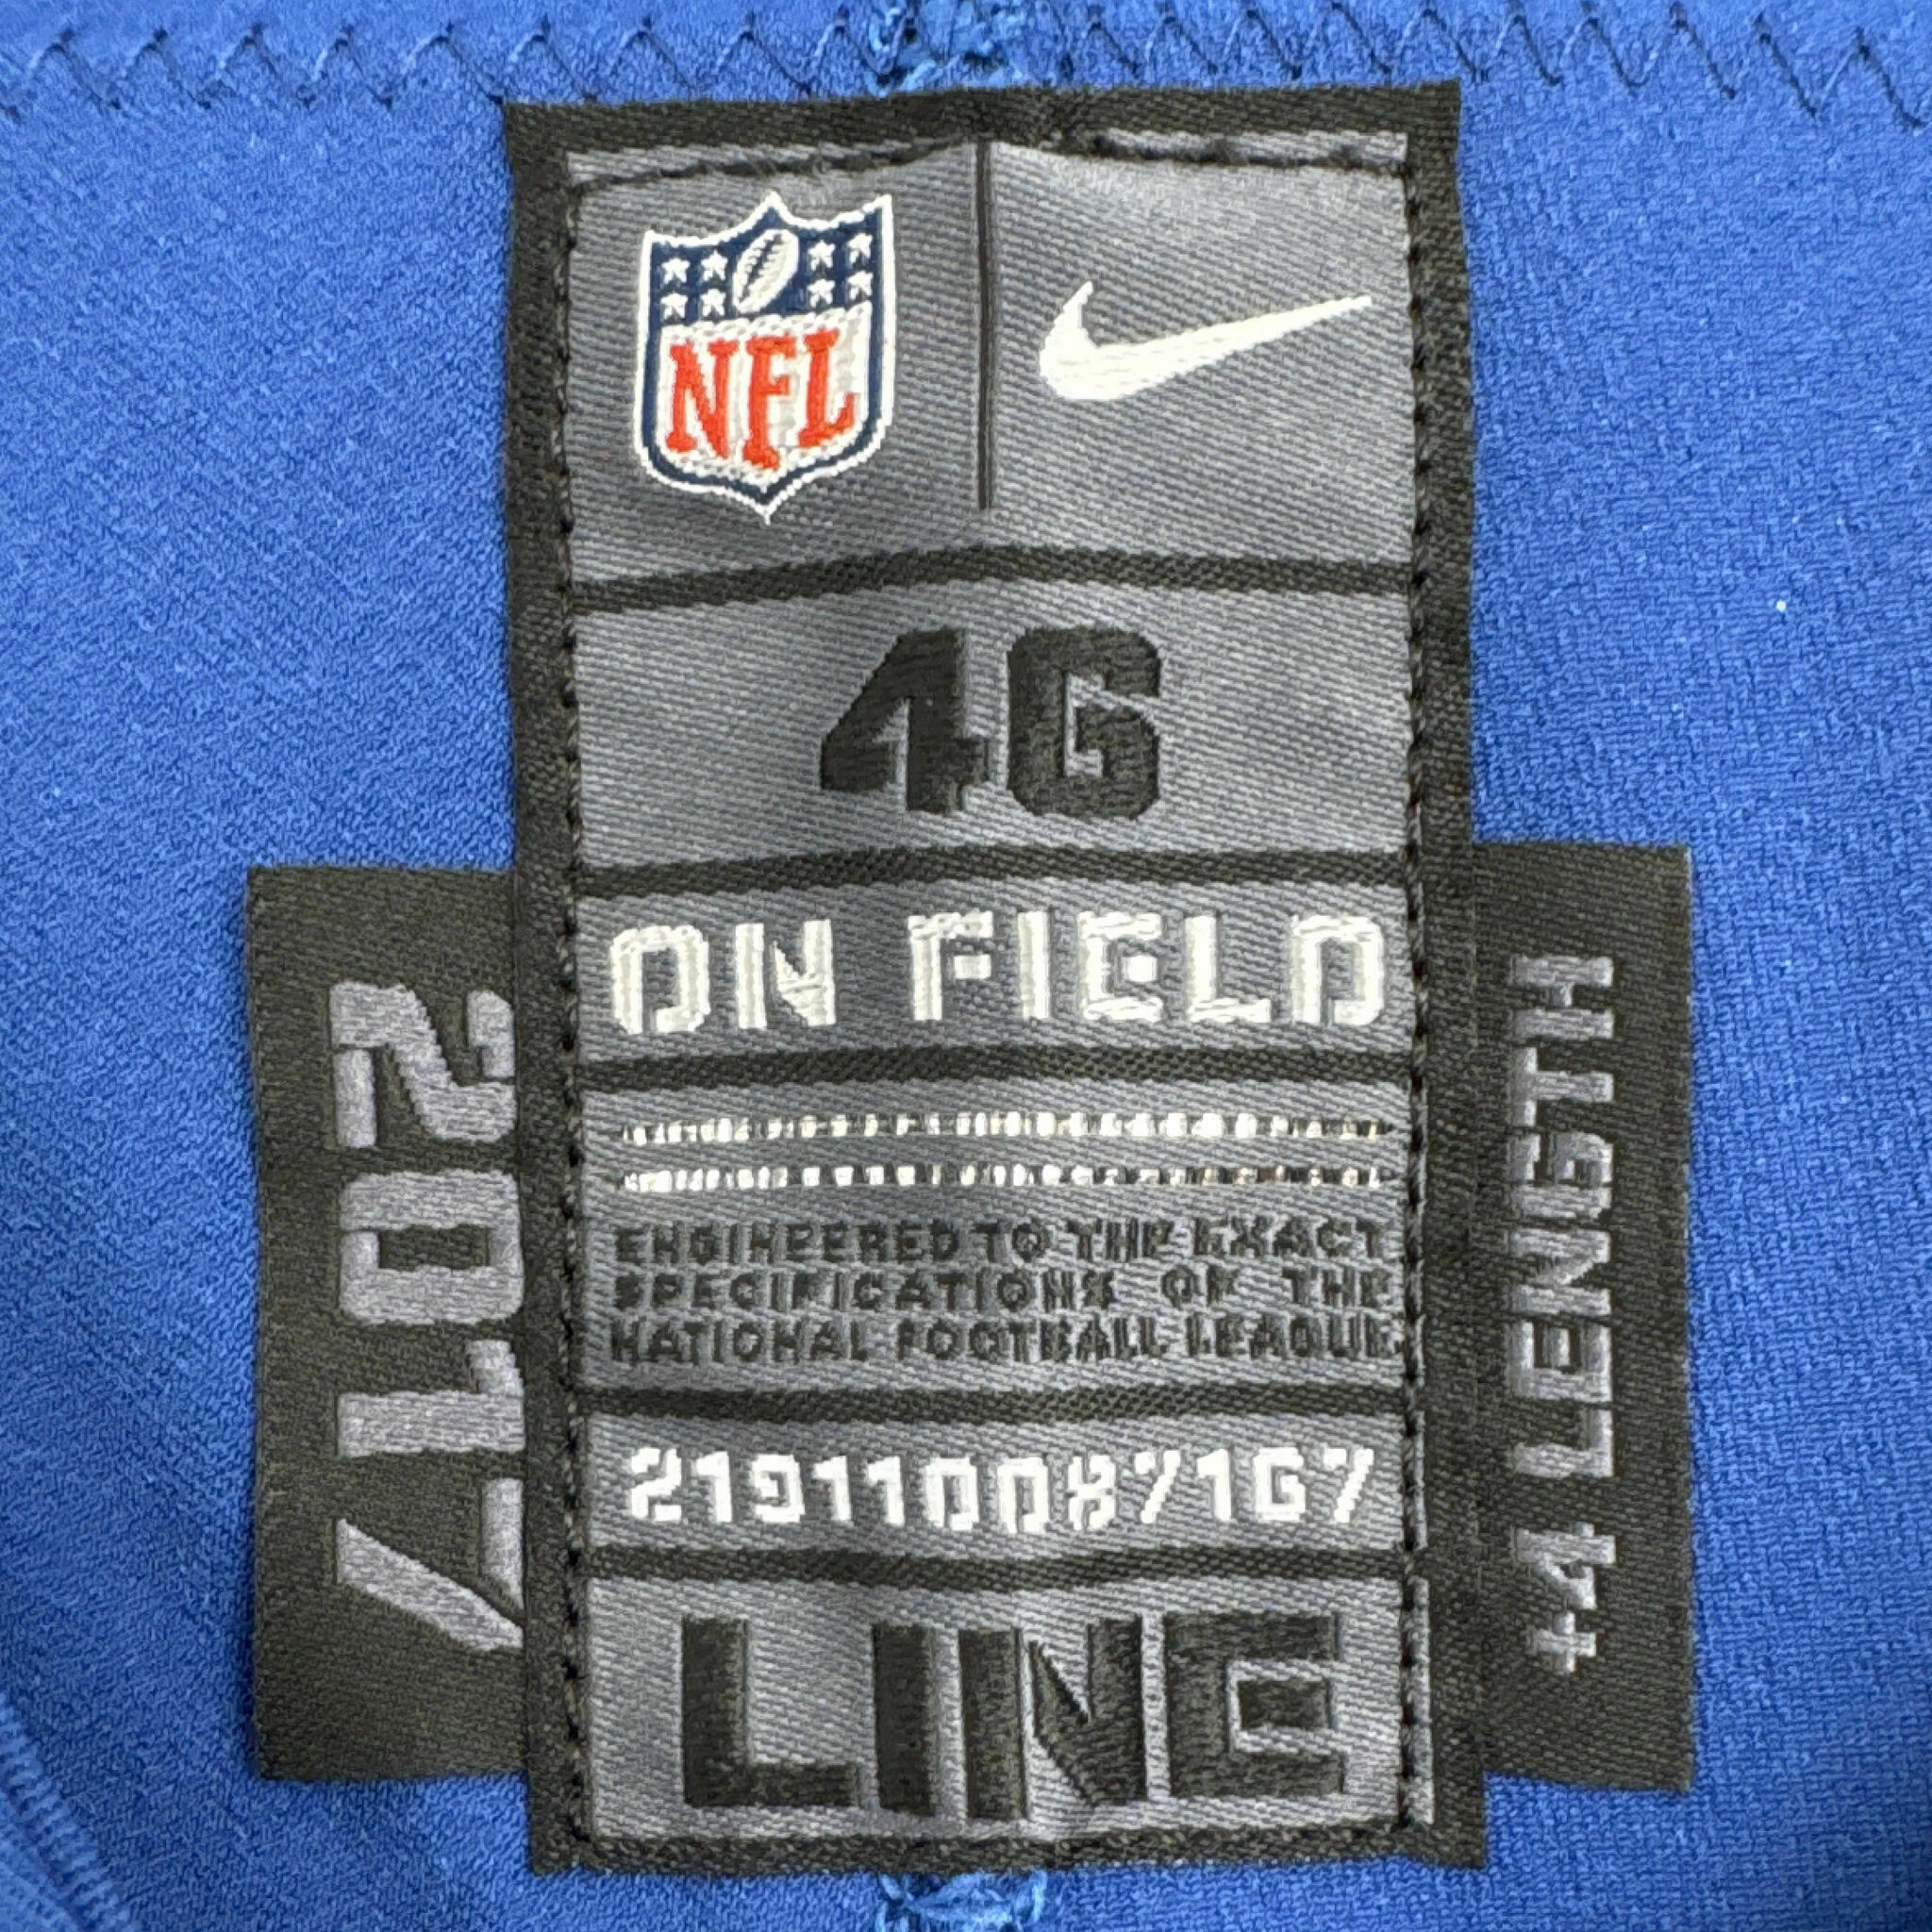 NFL
46
ON FIELD
ENGINEERED TO THE EXACT
SPECIFICATIONS OF THE
NATIONAL FOOTBALL LEAGUE
219110087167
LINE
2017
+4 LENGTH